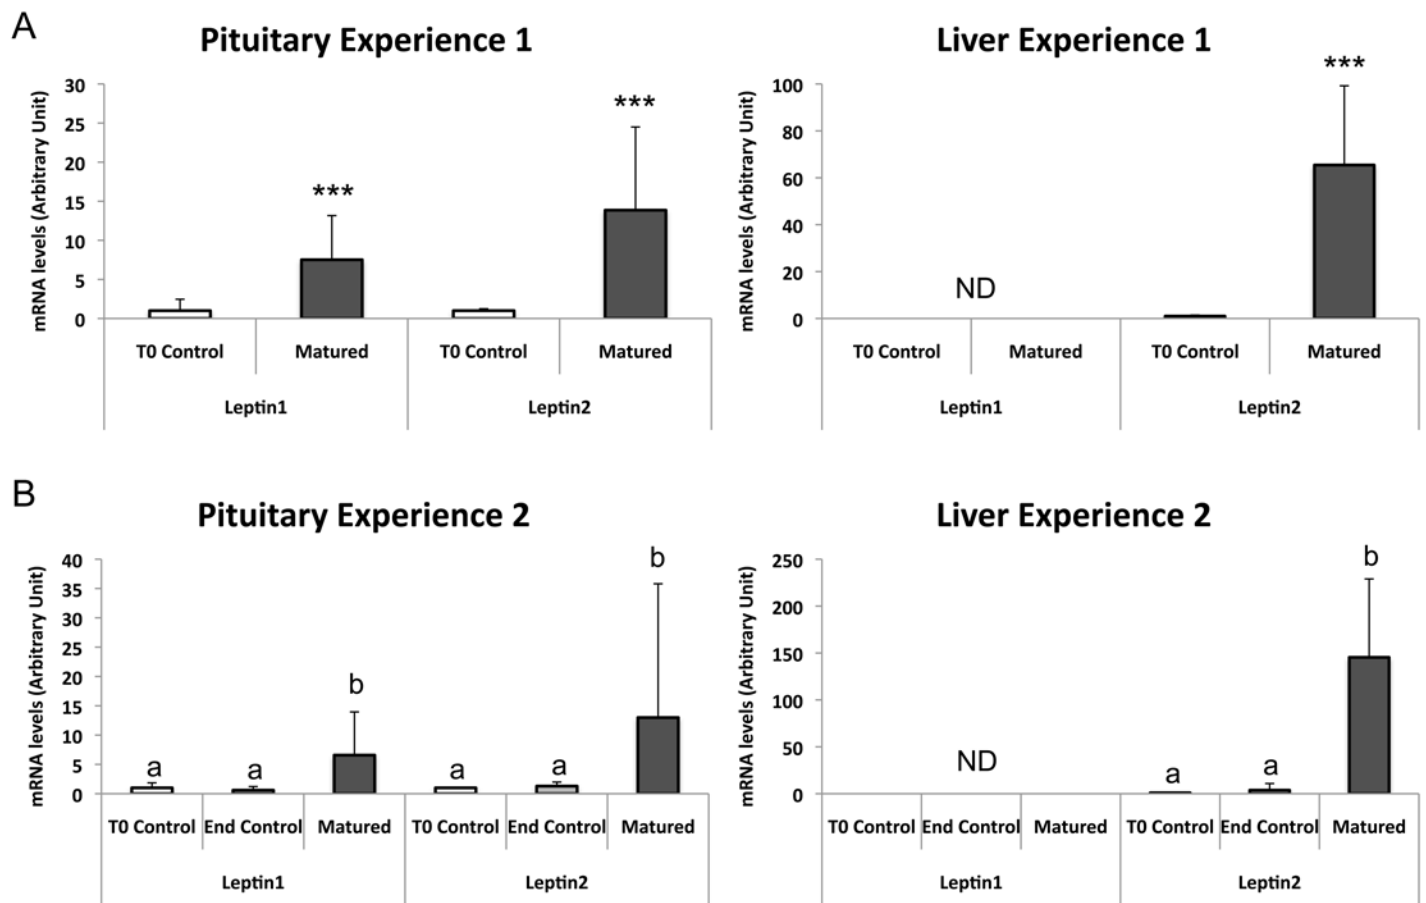 A
Pituitary Experience 1
Liver Experience 1
mRNA levels (Arbitrary Unit)
30
25
20
15
10
5
0
***
***
T0 Control Matured T0 Control Matured
Leptin1 Leptin2
mRNA levels (Arbitrary Unit)
100
80
60
40
20
0
***
ND
T0 Control Matured T0 Control Matured
Leptin1 Leptin2
B
Pituitary Experience 2
Liver Experience 2
mRNA levels (Arbitrary Unit)
40
35
30
25
20
15
10
5
0
a a b a a b
T0 Control End Control Matured T0 Control End Control Matured
Leptin1 Leptin2
mRNA levels (Arbitrary Unit)
250
200
150
100
50
0
ND a a b
T0 Control End Control Matured T0 Control End Control Matured
Leptin1 Leptin2